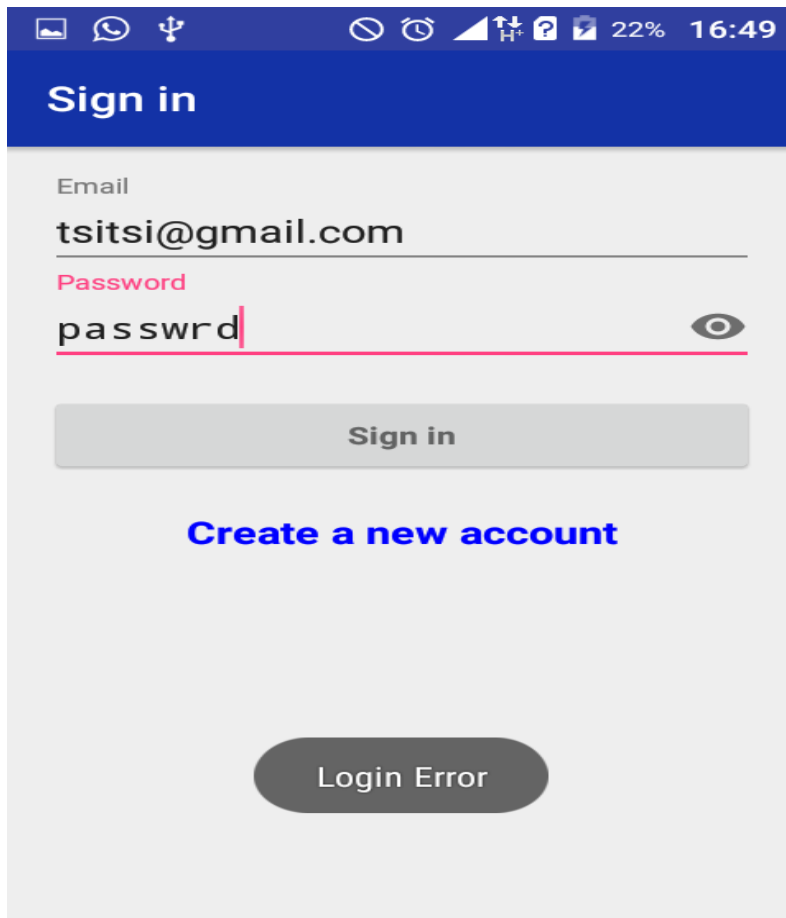 22% 16:49
Sign in
Email
tsitsi@gmail.com
Password
passwrd
Sign in
Create a new account
Login Error